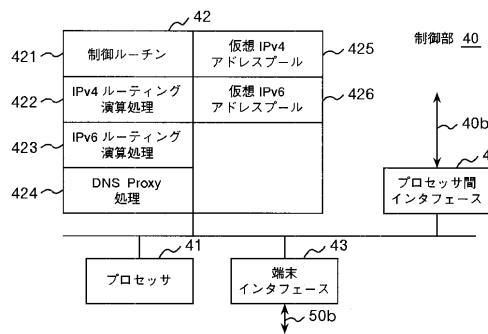 42
制御部 40
421
制御ルーチン
仮想 IPv4
アドレスプール
425
422
IPv4 ルーティング
演算処理
仮想 IPv6
アドレスプール
426
423
IPv6 ルーティング
演算処理
424
DNS Proxy
処理
40b
4
プロセッサ間
インタフェース
41
プロセッサ
43
端末
インタフェース
50b